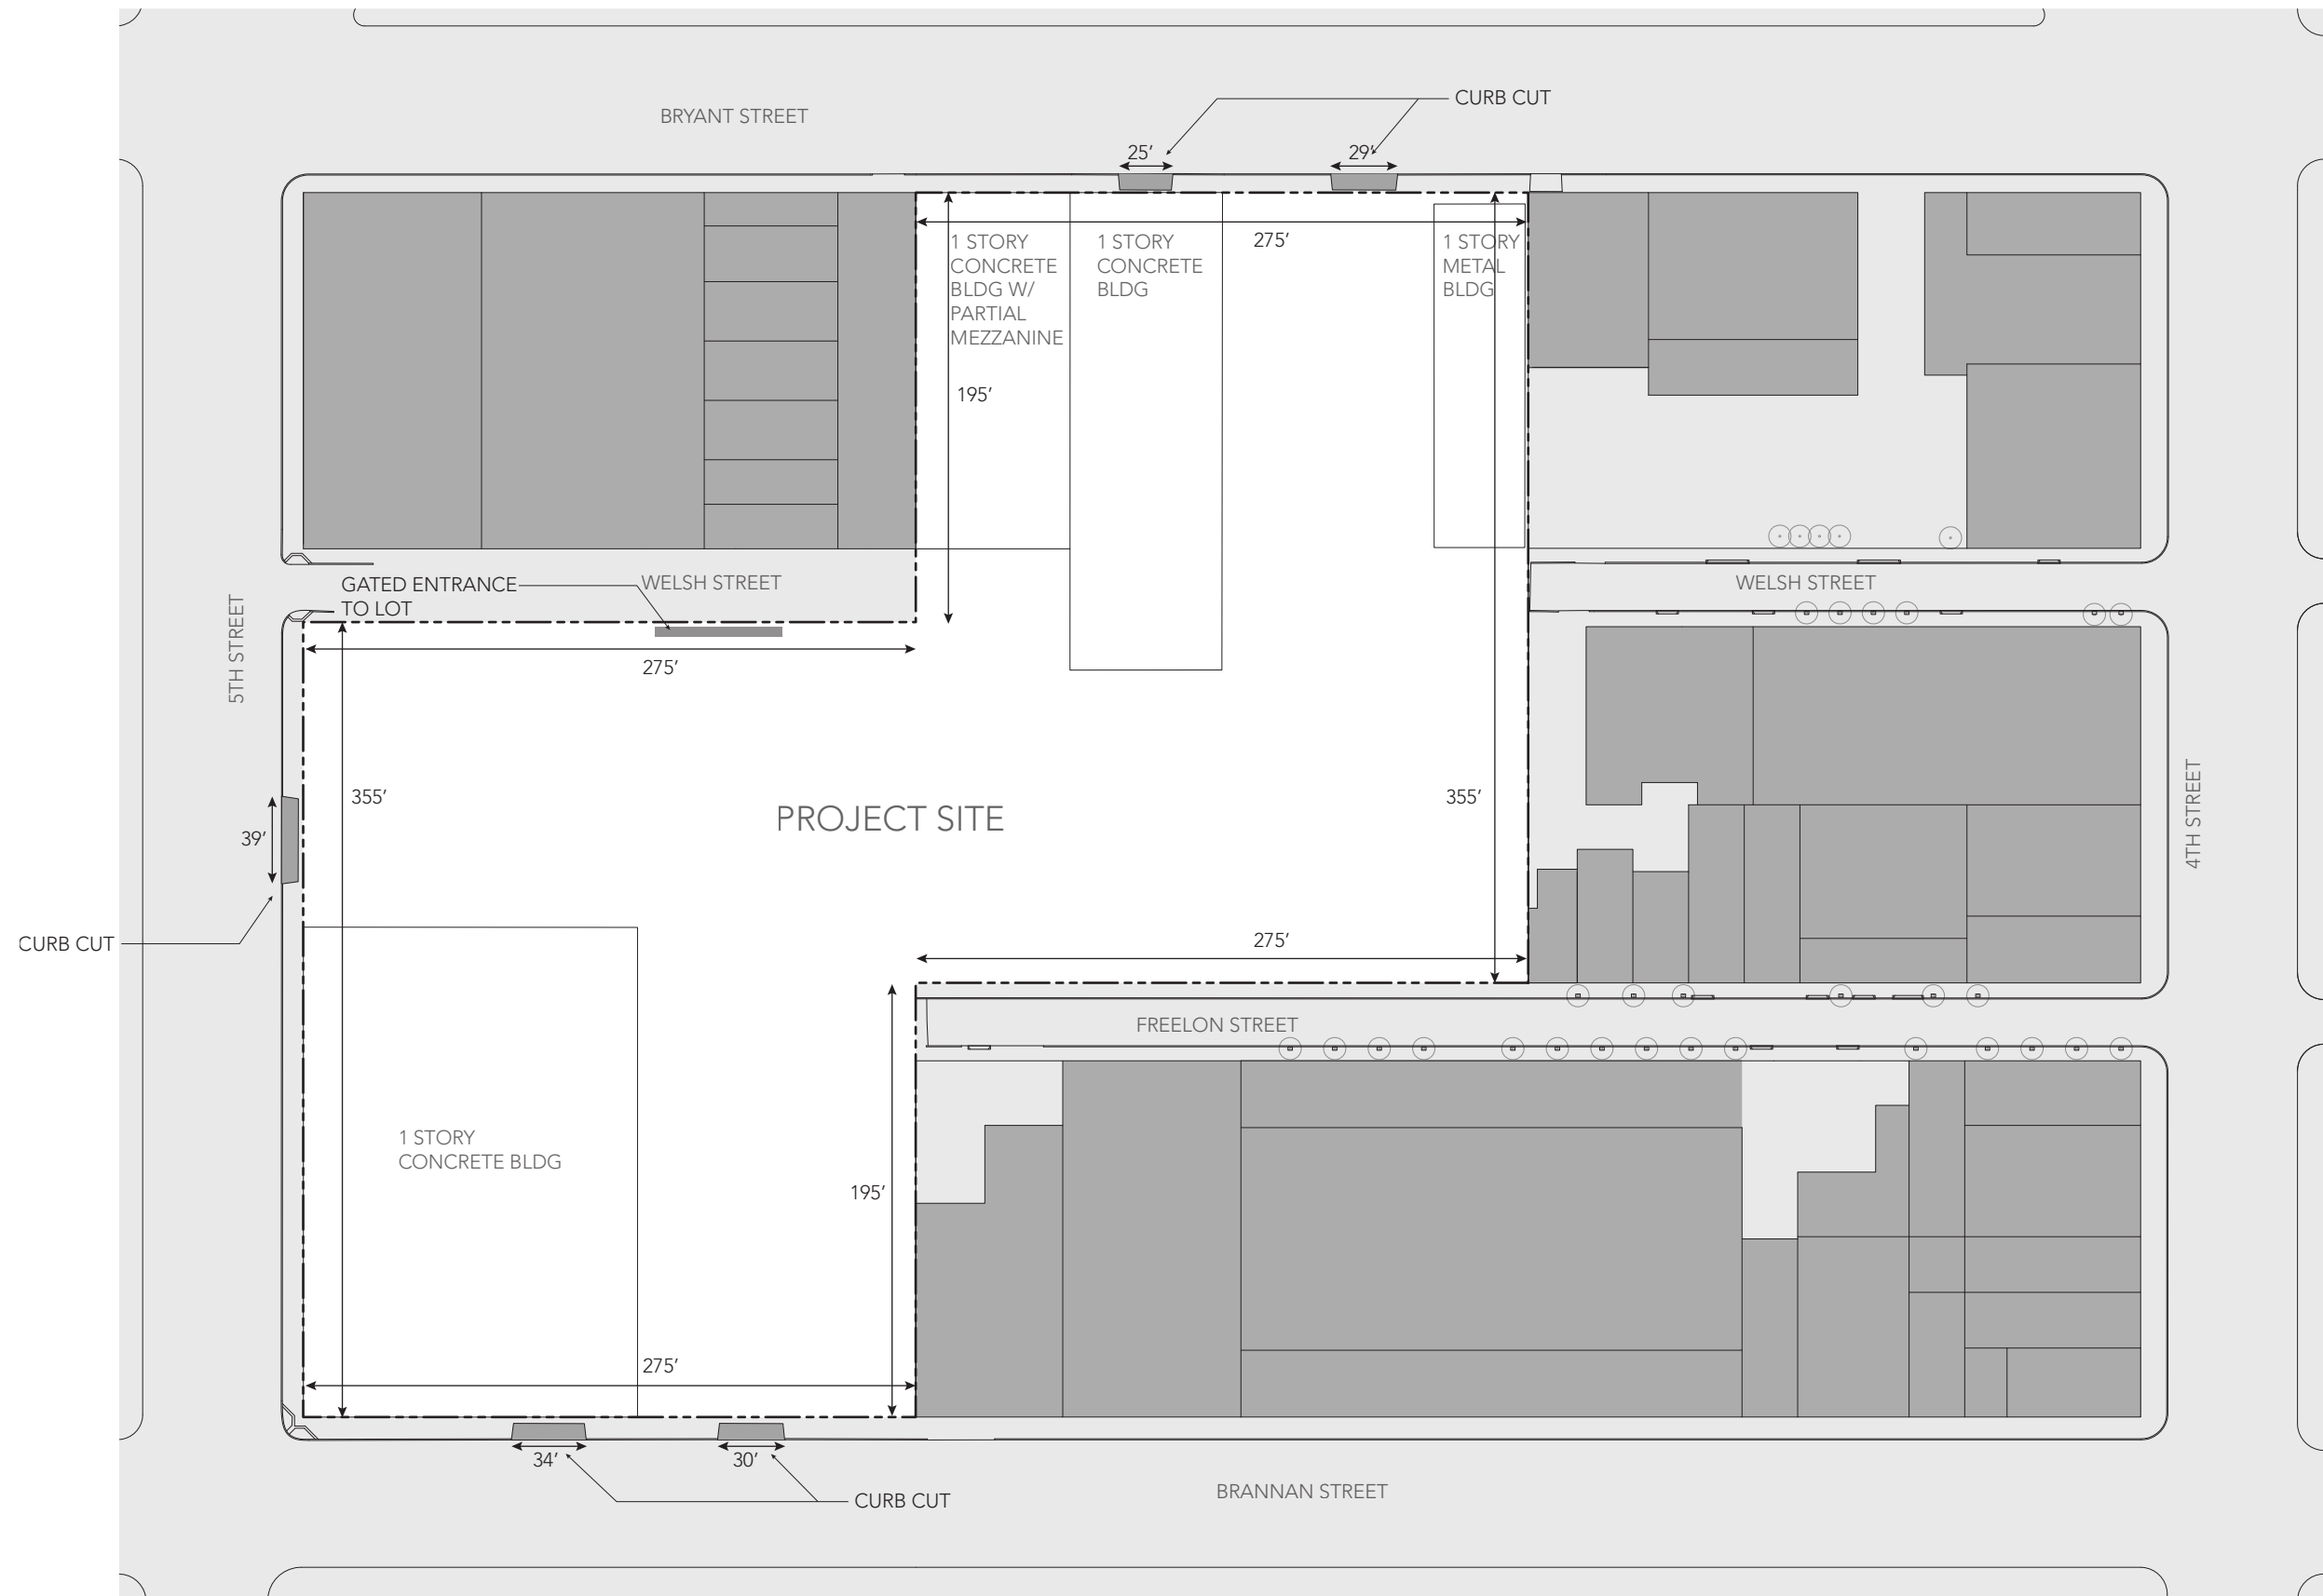 CURB CUT
BRYANT STREET
25’
29’
1 STORY
CONCRETE
BLDG W/
PARTIAL
MEZZANINE
1 STORY
CONCRETE
BLDG
275’
1 STORY
METAL
BLDG
195’
GATED ENTRANCE
TO LOT
WELSH STREET
WELSH STREET
5TH STREET
275’
355’
PROJECT SITE
355’
4TH STREET
39’
CURB CUT
275’
FREELON STREET
1 STORY
CONCRETE BLDG
195’
275’
34’
30’
CURB CUT
BRANNAN STREET